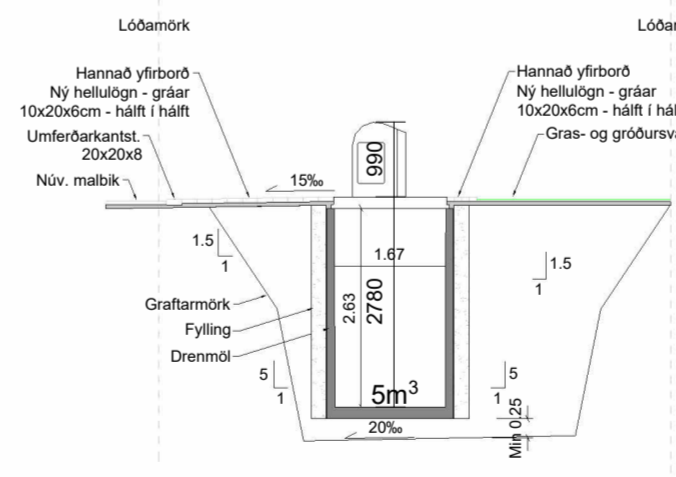 Lóðamörk
Lóðar
Hannað yfirborð
Ný hellulögn - gráar
10x20x6cm - hálft í hálft
Umferðarkantst.
20x20x8
Núv. malbik
Hannað yfirborð
Ný hellulögn - gráar
10x20x6cm - hálft í hál
Gras- og gróðursva
990
15‰
1.5
1
1.67
1.5
1
2.63
2780
Graftarmörk
Fylling
Drenmöl
5
1
5m³
5
1
20‰
Min 0,25